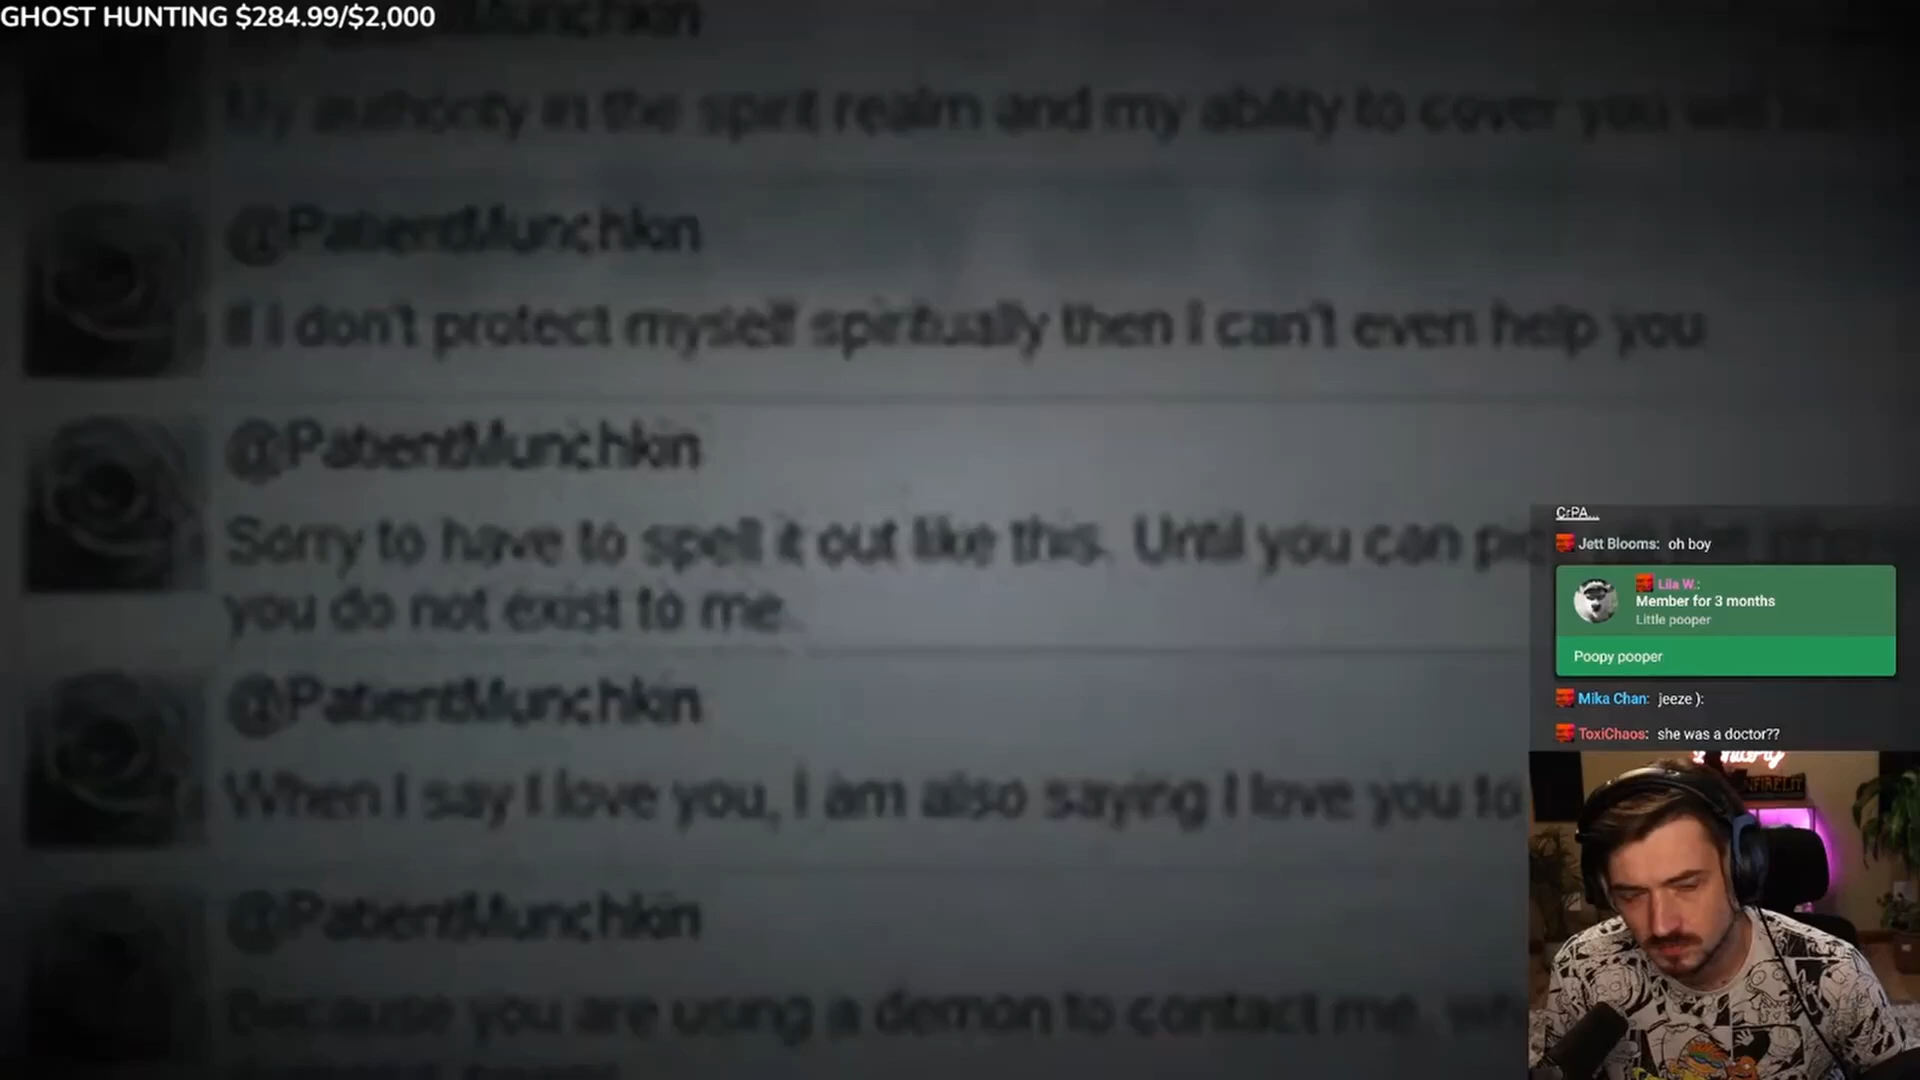 GHOST HUNTING $284.99/$2,000
My authority in the spirit realm and my ability to cover you will
@PatientMunchkin
If I don't protect myself spiritually then I can't even help you
@PatientMunchkin
Sorry to have to spell it out like this. Until you can
you do not exist to me.
@PatientMunchkin
When I say I love you, I am also saying I love you to
@PatientMunchkin
Because you are using a demon to contact me,
CrPA...
Jett Blooms: oh boy
Lila W.:
Member for 3 months
Little pooper
Poopy pooper
Mika Chan: jeeze ):
ToxiChaos: she was a doctor??